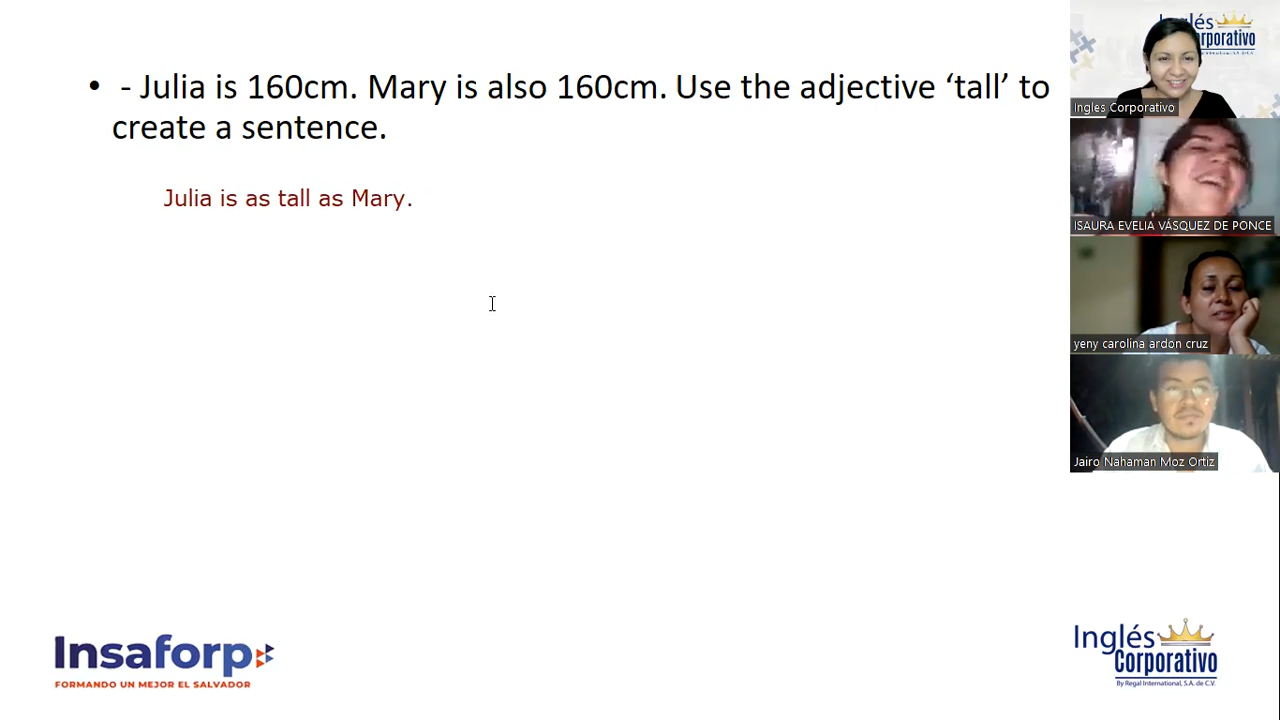 • - Julia is 160cm. Mary is also 160cm. Use the adjective ‘tall’ to
create a sentence.
Julia is as tall as Mary.
Inglés
Corporativo
Ingles Corporativo
ISAURA EVELIA VÁSQUEZ DE PONCE
yeny carolina ardon cruz
Jairo Nahaman Moz Ortiz
Insaforp
FORMANDO UN MEJOR EL SALVADOR
Inglés
Corporativo
By Regal International, S.A. de C.V.